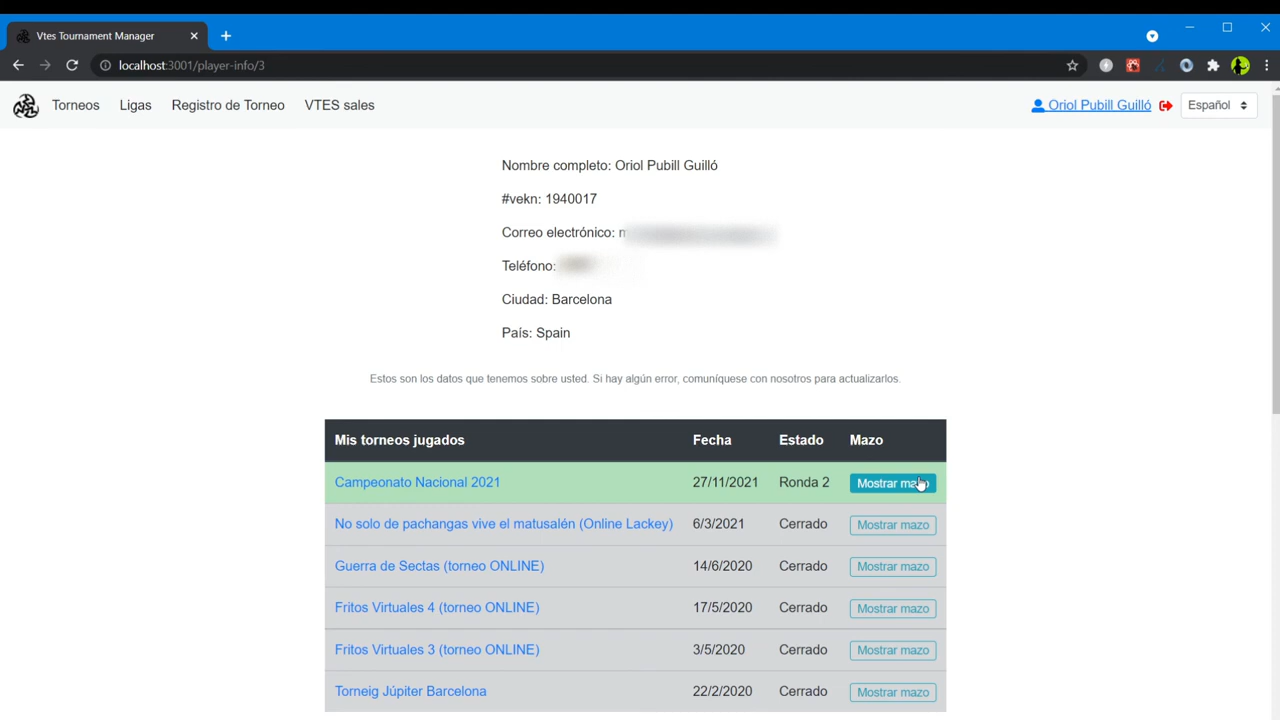 Vtes Tournament Manager
localhost:3001/player-info/3
Torneos Ligas Registro de Torneo VTES sales Oriol Pubill Guilló Español
Nombre completo: Oriol Pubill Guilló
#vekn: 1940017
Correo electrónico:
Teléfono:
Ciudad: Barcelona
País: Spain
Estos son los datos que tenemos sobre usted. Si hay algún error, comuníquese con nosotros para actualizarlos.
Mis torneos jugados Fecha Estado Mazo
Campeonato Nacional 2021 27/11/2021 Ronda 2 Mostrar mazo
No solo de pachangas vive el matusalén (Online Lackey) 6/3/2021 Cerrado Mostrar mazo
Guerra de Sectas (torneo ONLINE) 14/6/2020 Cerrado Mostrar mazo
Fritos Virtuales 4 (torneo ONLINE) 17/5/2020 Cerrado Mostrar mazo
Fritos Virtuales 3 (torneo ONLINE) 3/5/2020 Cerrado Mostrar mazo
Torneig Júpiter Barcelona 22/2/2020 Cerrado Mostrar mazo